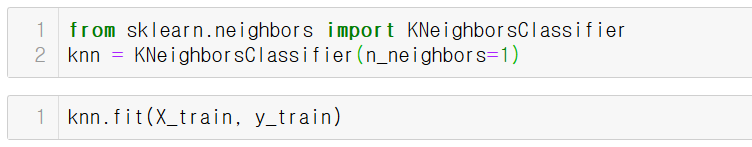 1 from sklearn.neighbors import KNeighborsClassifier
2 knn = KNeighborsClassifier(n_neighbors=1)
1 knn.fit(X_train, y_train)